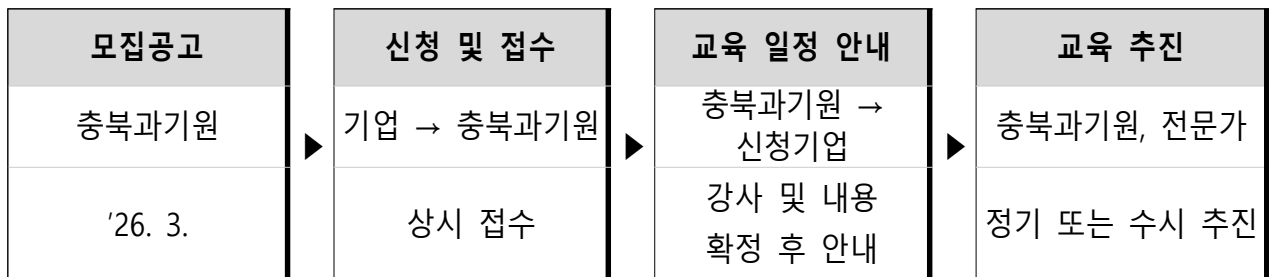 모집공고
충북과기원
'26. 3.
▶
신청 및 접수
기업 → 충북과기원
상시 접수
▶
교육 일정 안내
충북과기원 →
신청기업
강사 및 내용
확정 후 안내
▶
교육 추진
충북과기원, 전문가
정기 또는 수시 추진